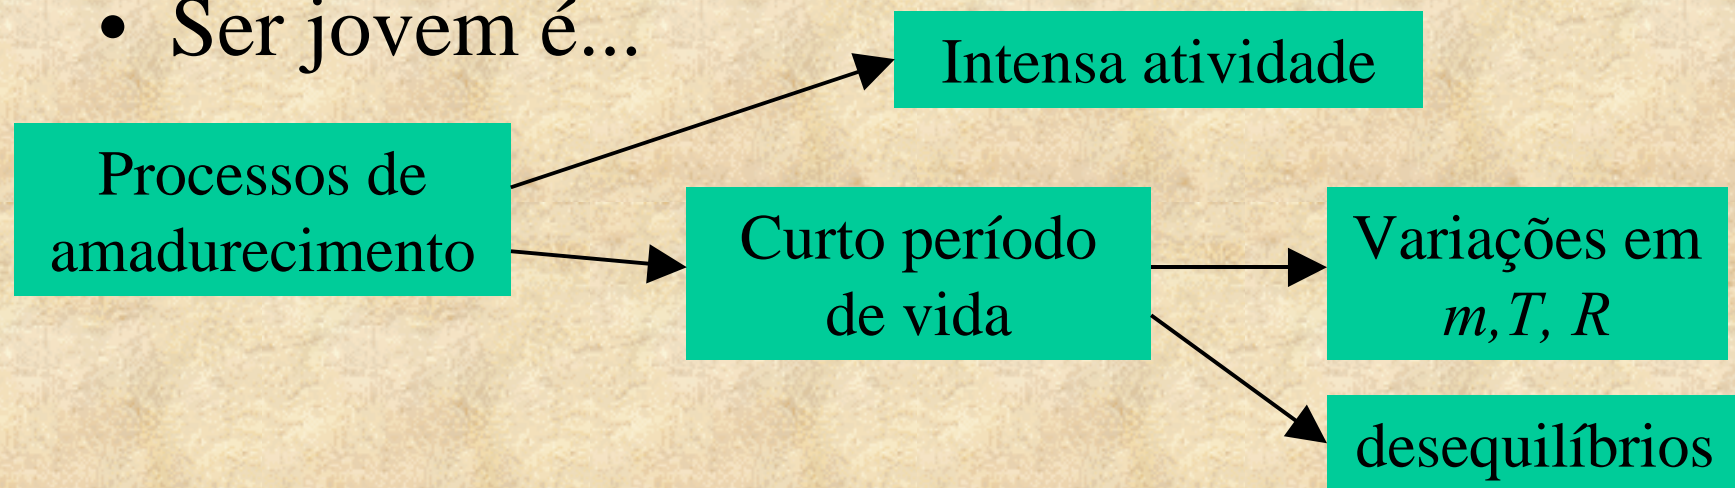 • Ser jovem é...
Intensa atividade
Processos de
amadurecimento
Curto período
de vida
Variações em
m,T, R
desequilíbrios